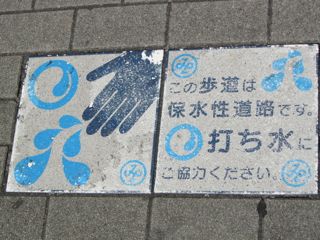 この歩道は
保水性道路です。
打ち水に
ご協力ください。